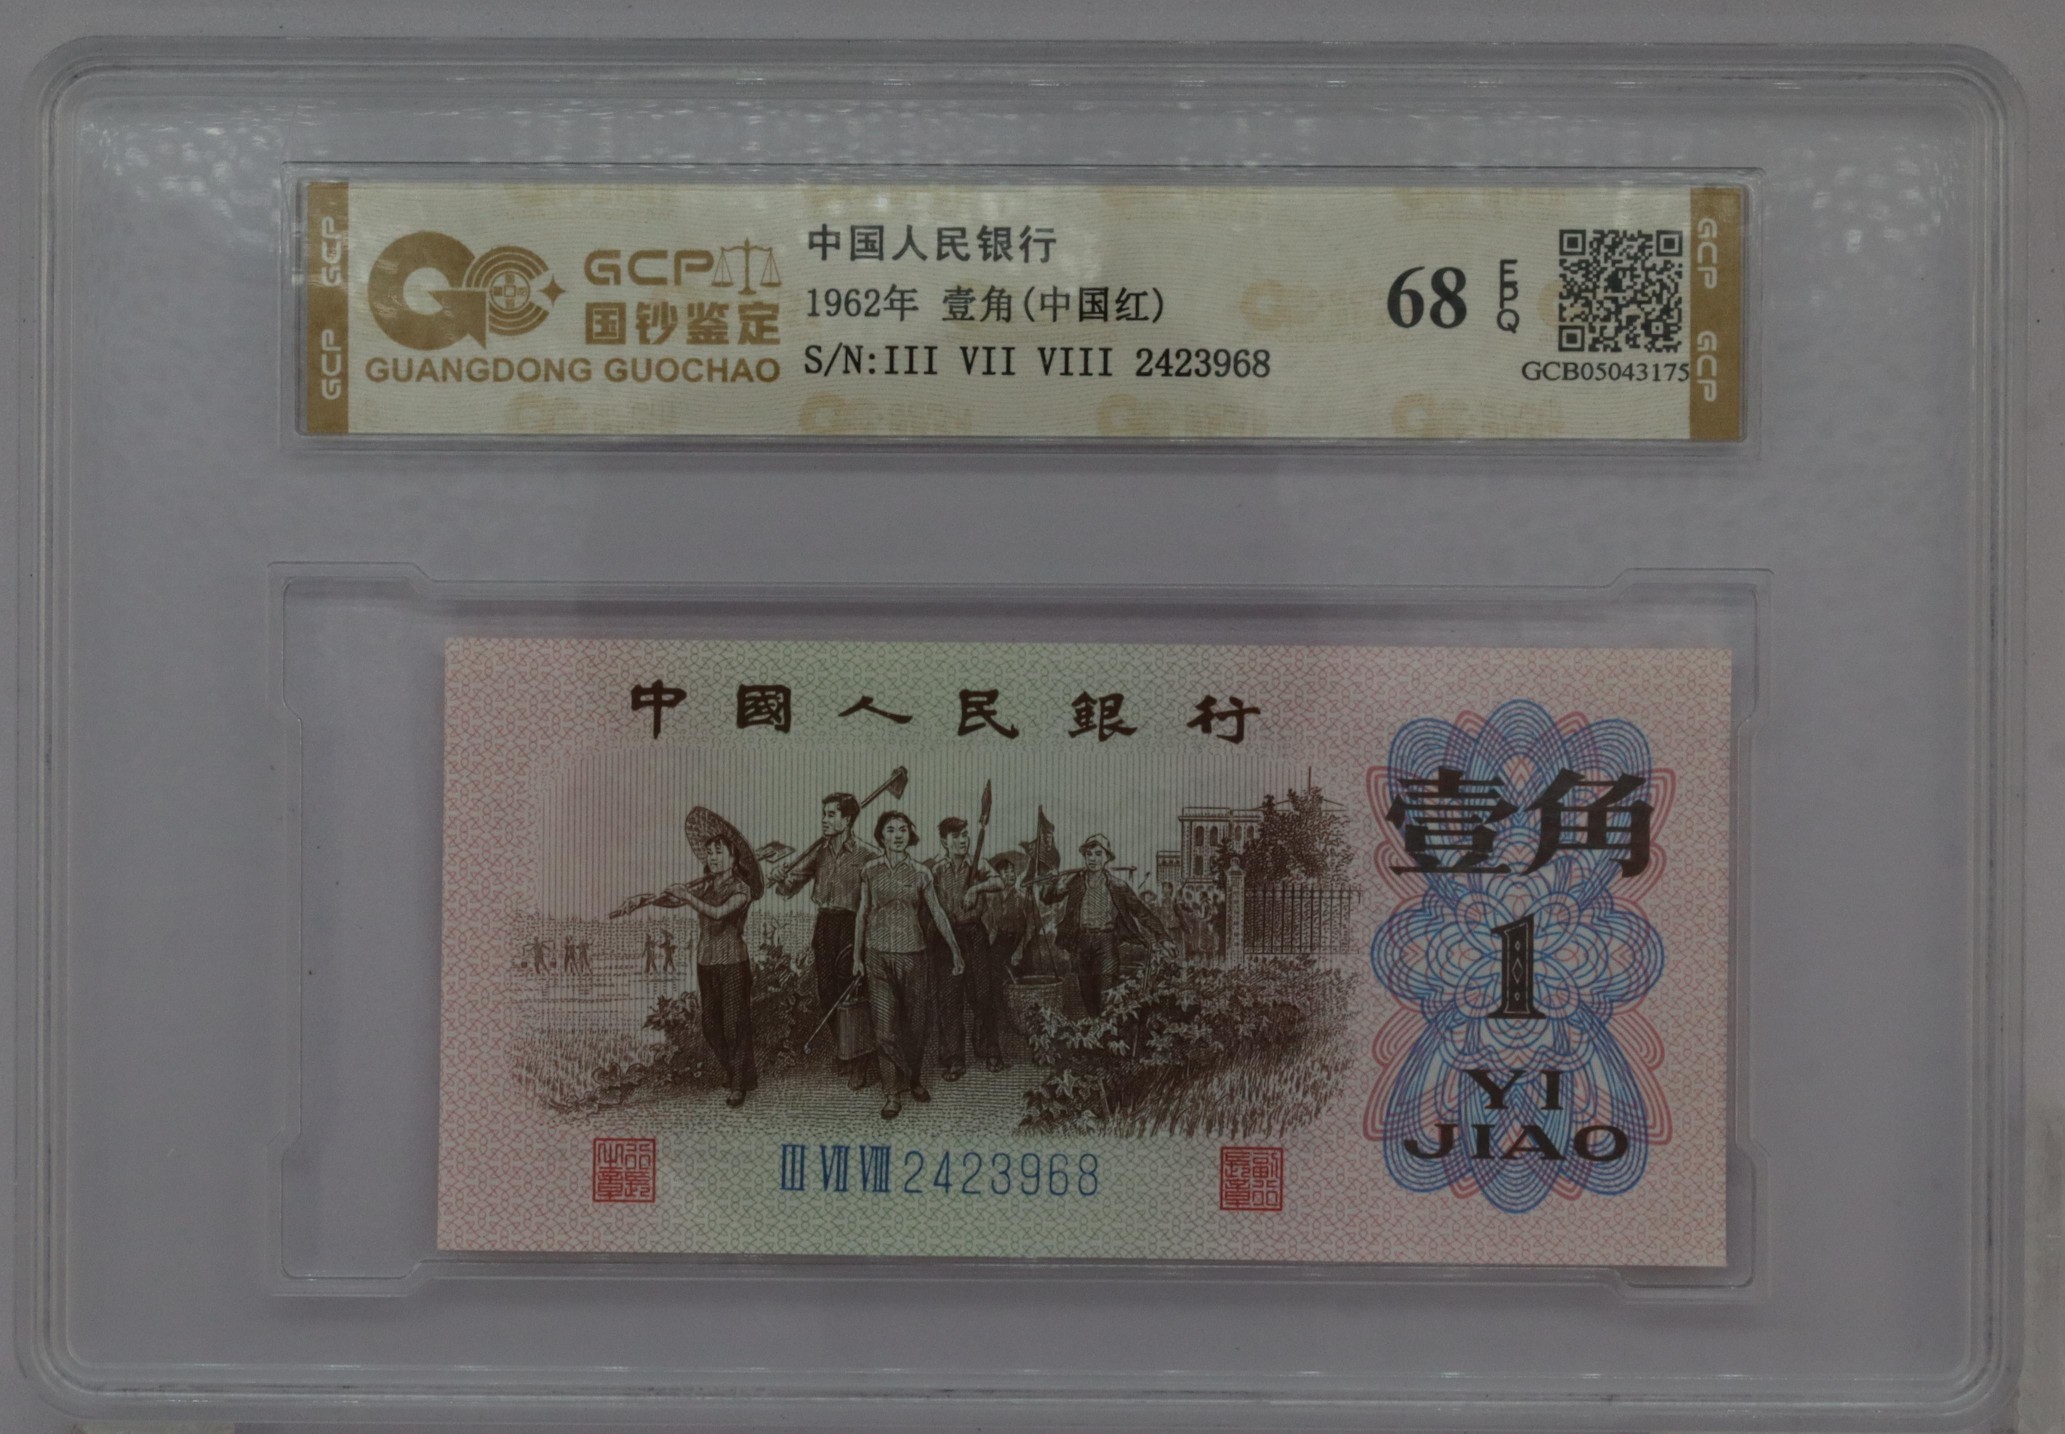 GCP GCP
GCP
国钞鉴定
GUANGDONG GUOCHAO
中国人民银行
1962年 壹角(中国红)
S/N:III VII VIII 2423968
68 EPQ
GCB05043175
GCP GCP
中國人民銀行
壹角
1
YI
JIAO
III VII VIII 2423968